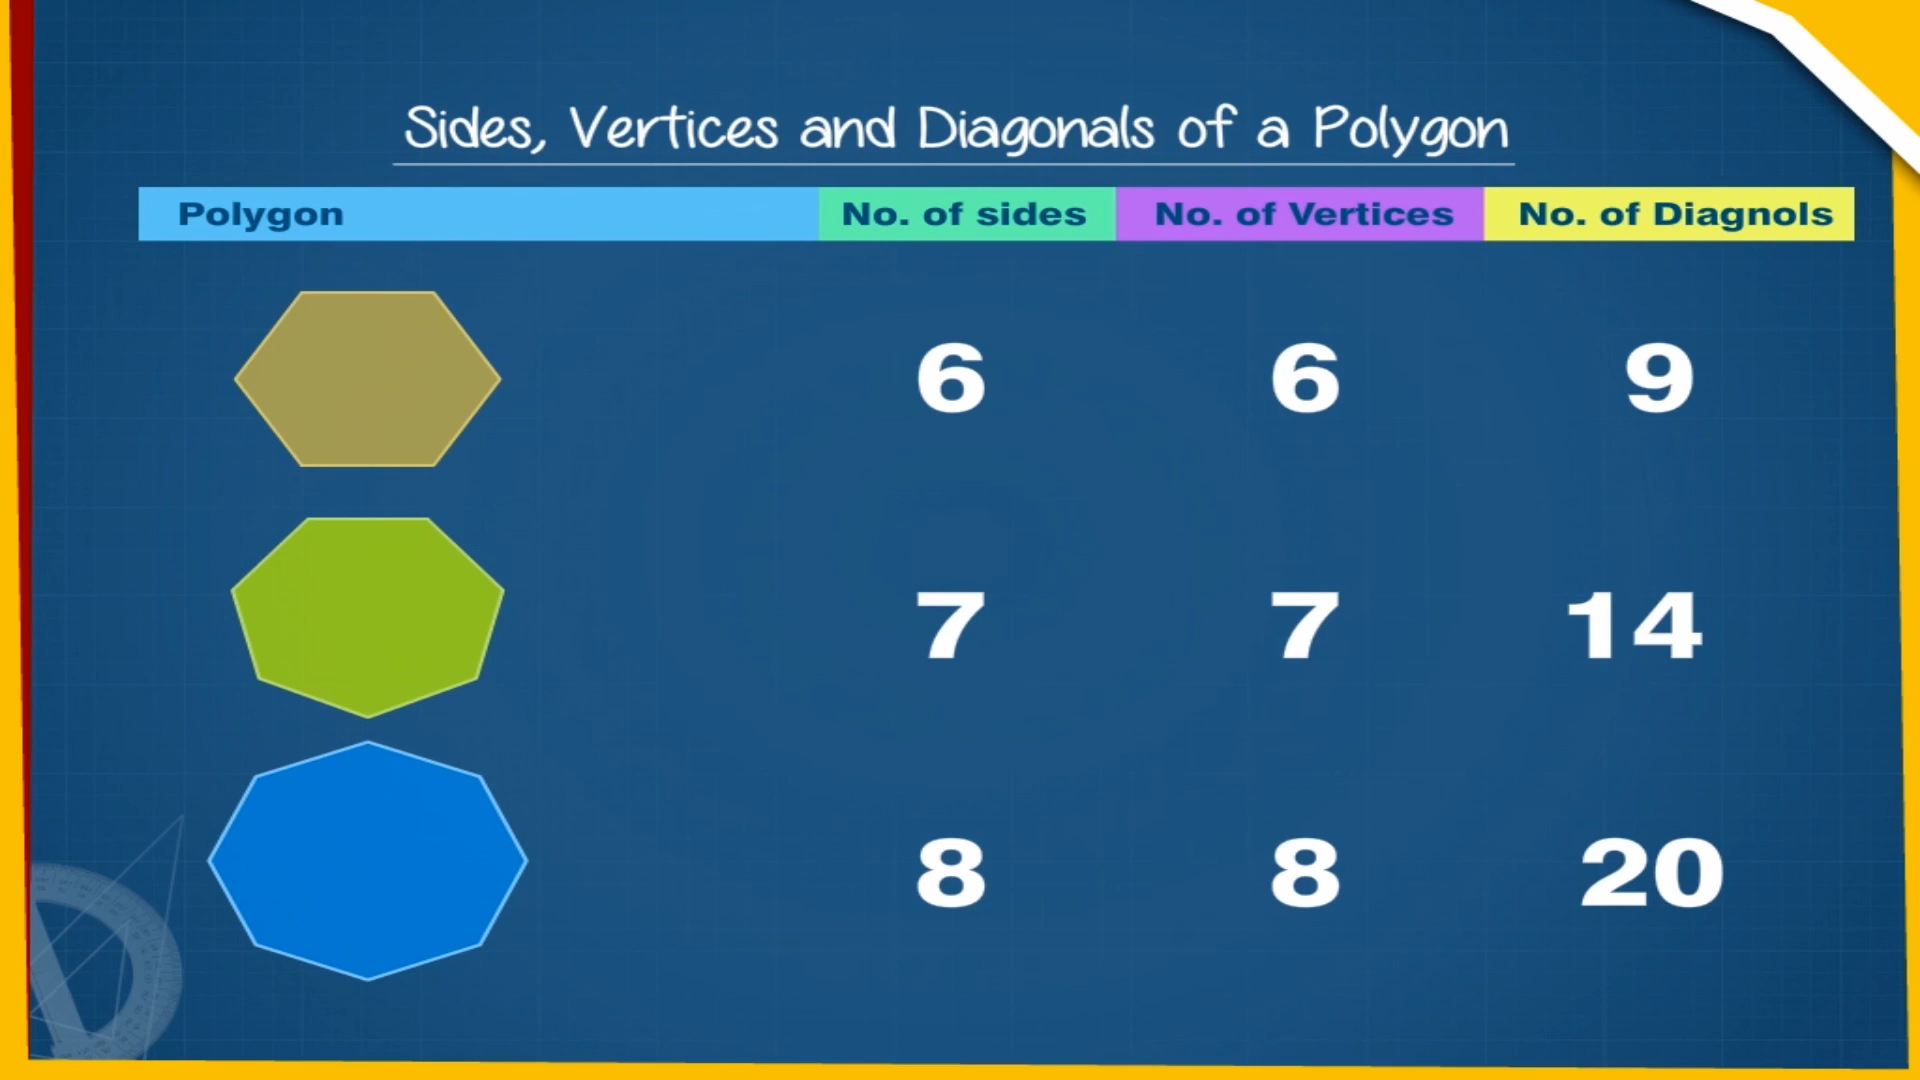 Sides, Vertices and Diagonals of a Polygon
Polygon No. of sides No. of Vertices No. of Diagnols
6 6 9
7 7 14
8 8 20